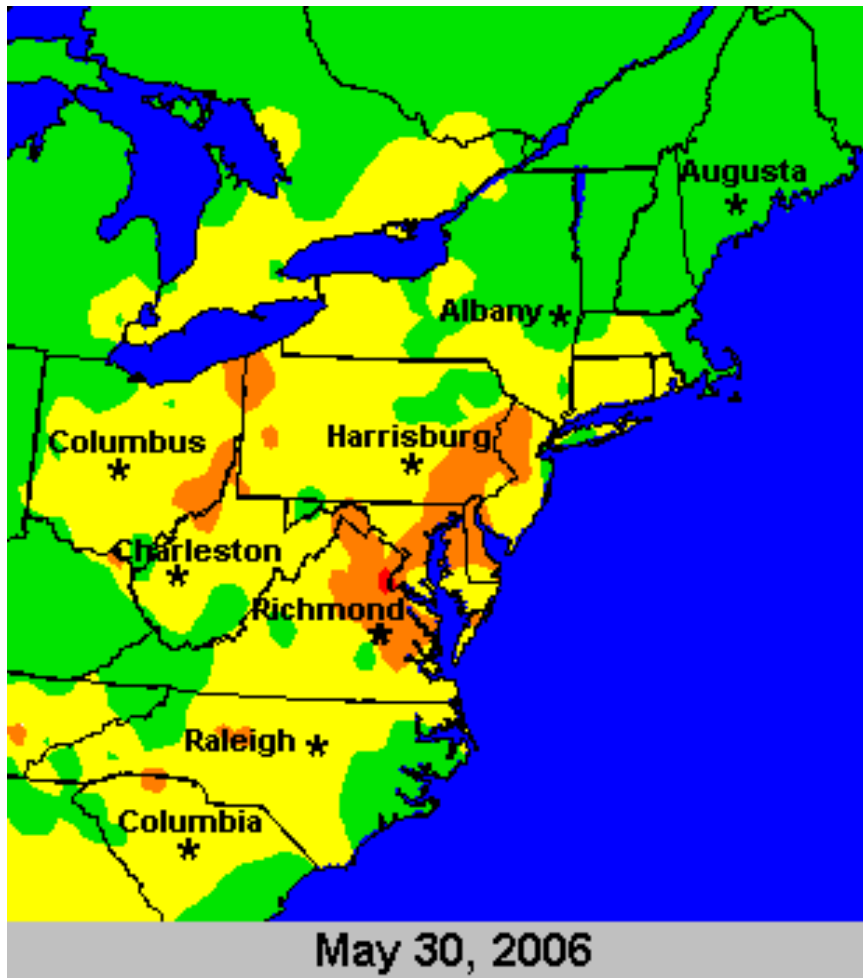 Augusta
Albany
Columbus
Harrisburg
Charleston
Richmond
Raleigh
Columbia
May 30, 2006